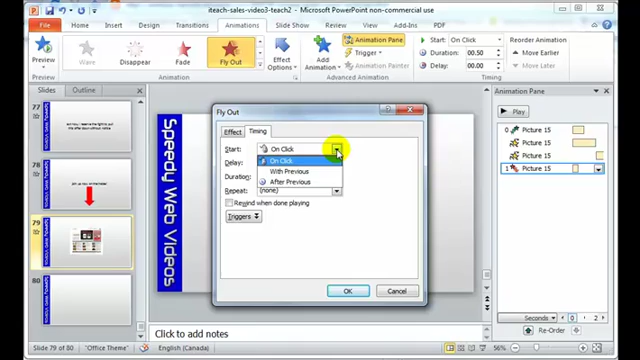 iteach-sales-video3-teach2 - Microsoft PowerPoint non-commercial use
File Home Insert Design Transitions Animations Slide Show Review View Add-Ins PDF
Preview Wave Disappear Fade Fly Out Effect Options Add Animation Animation Pane Trigger Start: On Click Duration: 00.50 Delay: 00.00 Reorder Animation Move Earlier Move Later
Preview Animation Advanced Animation Timing
Slides Outline
77
78
79
80
Speedy Web Videos
Fly Out
Effect Timing
Start: On Click
Delay: On Click
Duration: With Previous
After Previous
Repeat: (none)
Rewind when done playing
Triggers
OK Cancel
Animation Pane
Play
0 Picture 15
Picture 15
Picture 15
1 Picture 15
Seconds 0 2
Re-Order
Click to add notes
Slide 79 of 80 "Office Theme" English (Canada) 56%